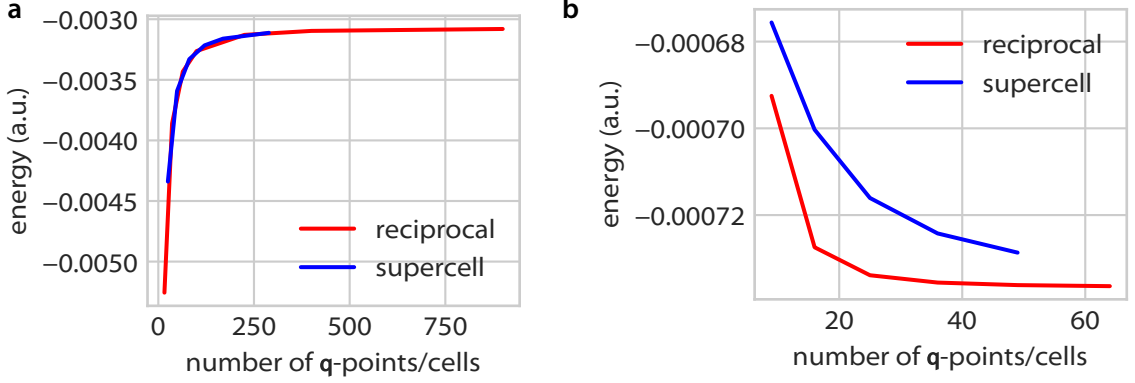 a
−0.0030
−0.0035
−0.0040
−0.0045
−0.0050
energy (a.u.)
reciprocal
supercell
0
250
500
750
number of q-points/cells
b
−0.00068
−0.00070
−0.00072
energy (a.u.)
reciprocal
supercell
20
40
60
number of q-points/cells